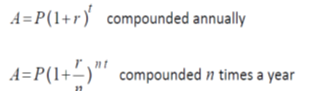 A=P(1+r)^t compounded annually
A=P(1+r/n)^nt compounded n times a year